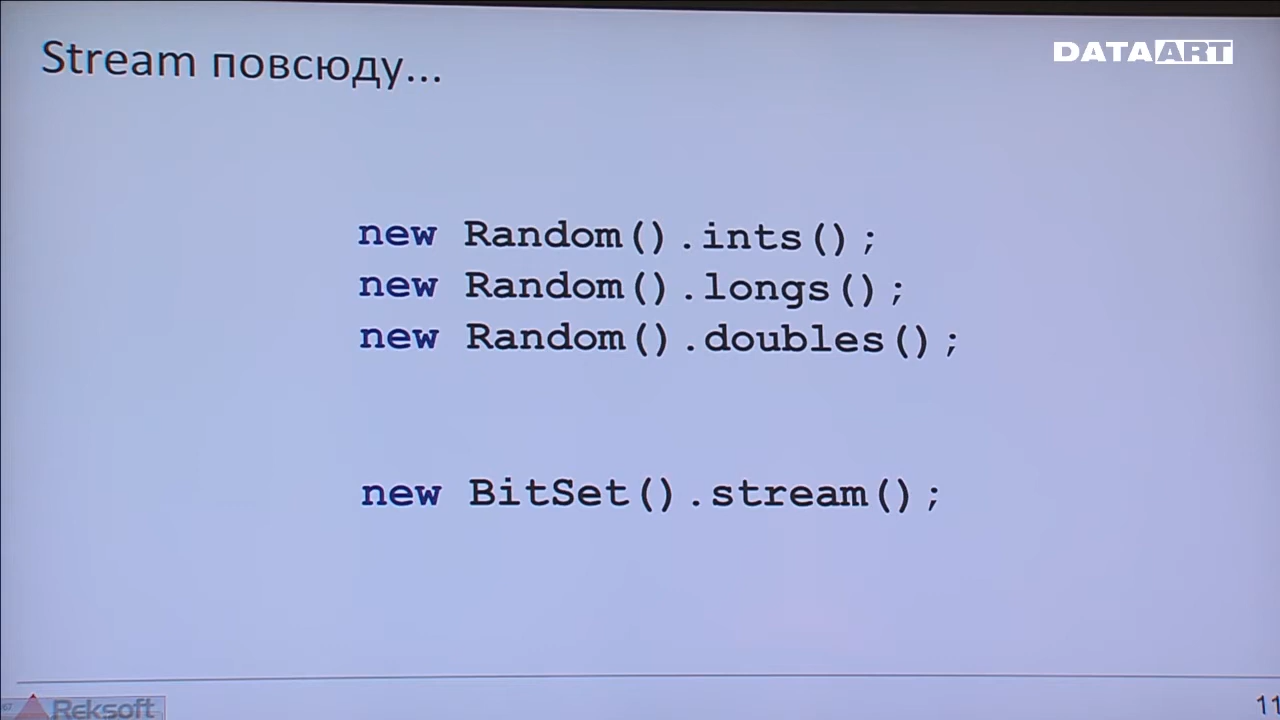 Stream повсюду...
DATAART
new Random().ints();
new Random().longs();
new Random().doubles();
new BitSet().stream();
Reksoft
11